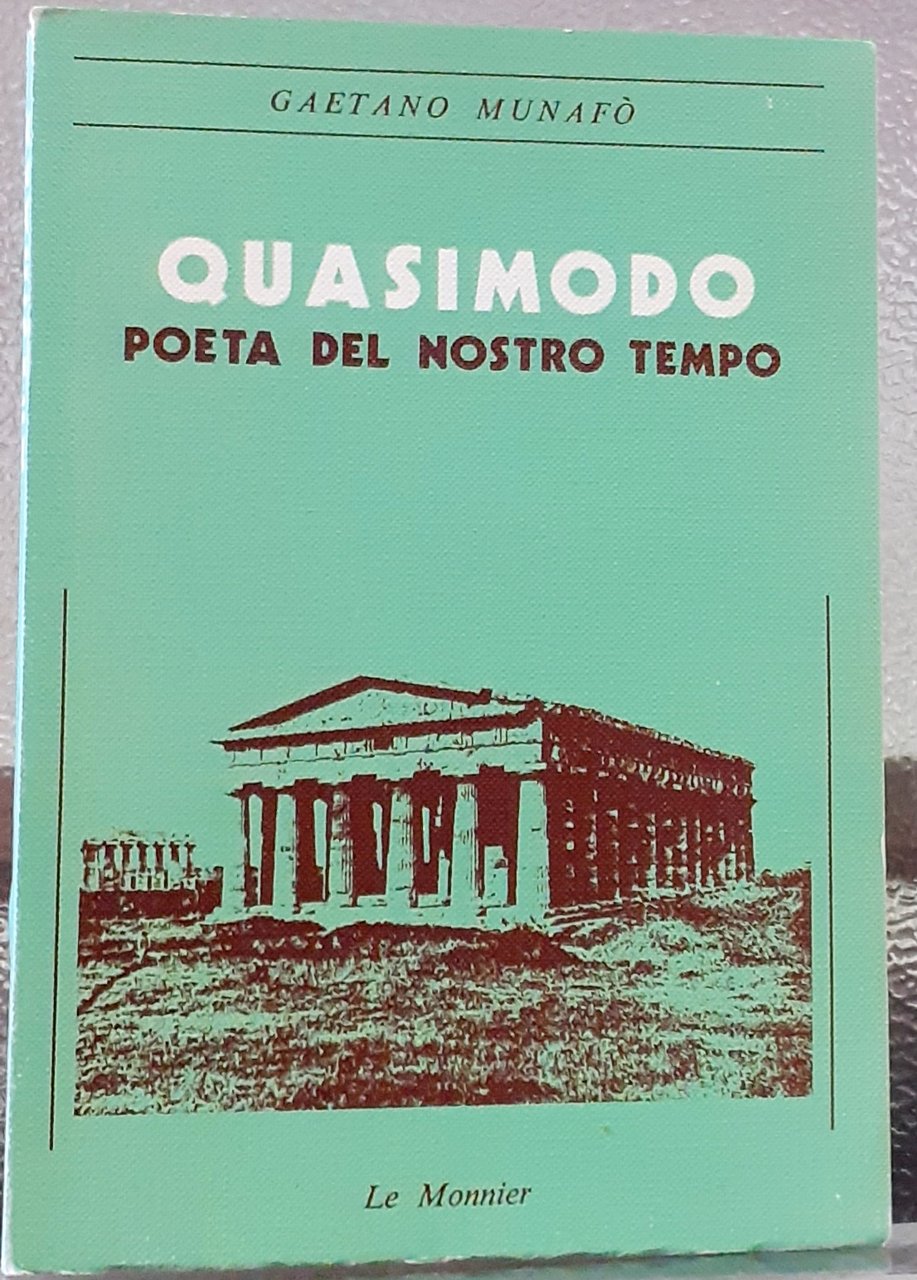 GAETANO MUNAFÒ
QUASIMODO
POETA DEL NOSTRO TEMPO
Le Monnier